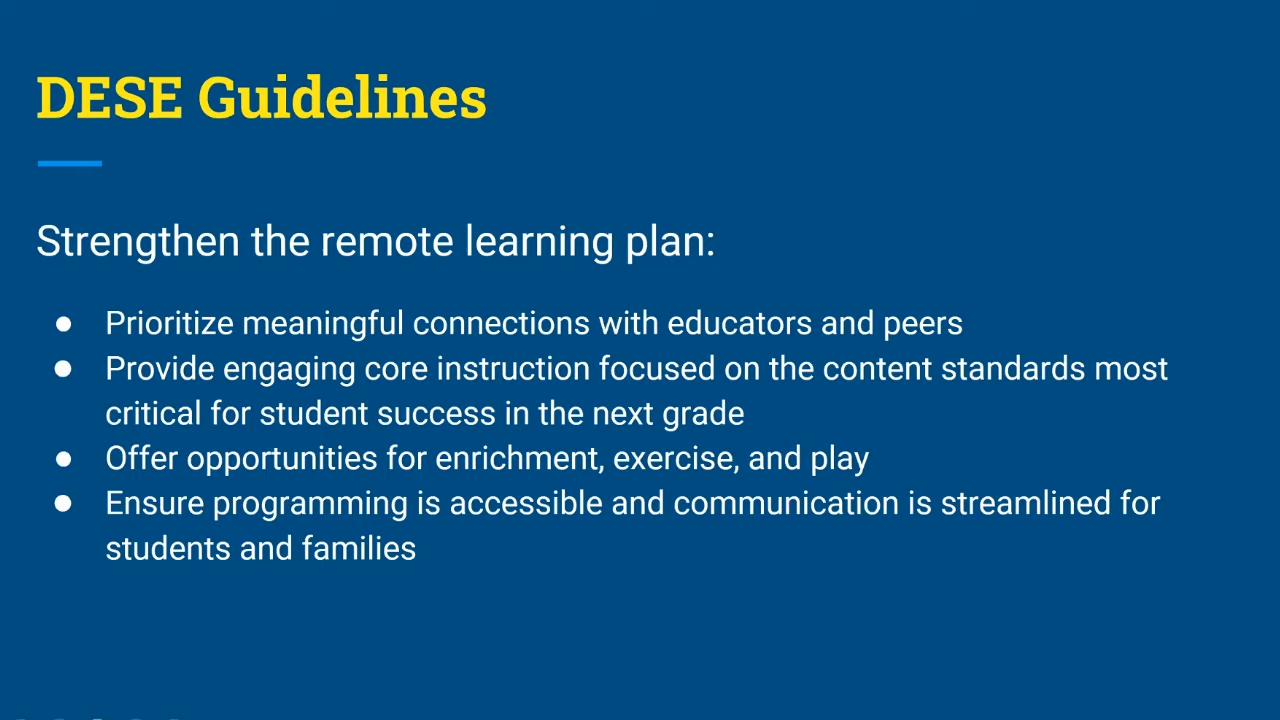 DESE Guidelines
Strengthen the remote learning plan:
● Prioritize meaningful connections with educators and peers
● Provide engaging core instruction focused on the content standards most
critical for student success in the next grade
● Offer opportunities for enrichment, exercise, and play
● Ensure programming is accessible and communication is streamlined for
students and families